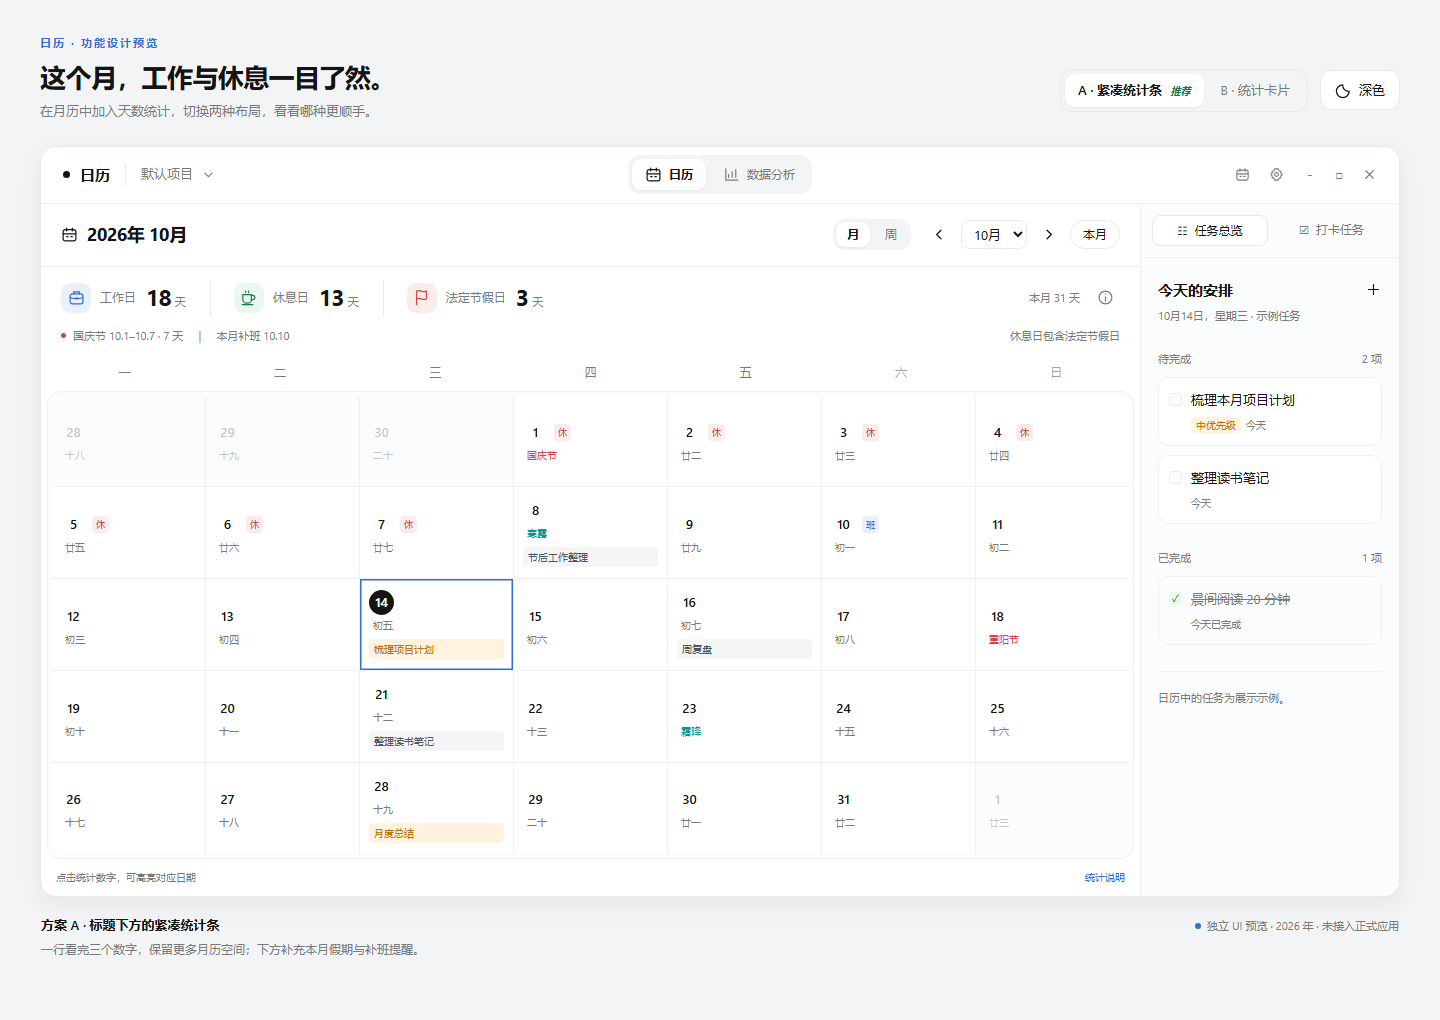 日历 · 功能设计预览
这个月，工作与休息一目了然。
在月历中加入天数统计，切换两种布局，看看哪种更顺手。
A · 紧凑统计条 推荐 B · 统计卡片 深色
日历 默认项目 日历 数据分析
2026年 10月 月 周 10月 本月
工作日 18 天 休息日 13 天 法定节假日 3 天 本月 31 天
国庆节 10.1–10.7 · 7 天 | 本月补班 10.10 休息日包含法定节假日
一 二 三 四 五 六 日
28 29 30 1 休 2 休 3 休 4 休
十八 十九 二十 国庆节 廿二 廿三 廿四
5 休 6 休 7 休 8 9 10 班 11
廿五 廿六 廿七 寒露 廿九 初一 初二
节后工作整理
12 13 14 15 16 17 18
初三 初四 初五 初六 初七 初八 重阳节
梳理项目计划 周复盘
19 20 21 22 23 24 25
初十 十一 十二 十三 霜降 十五 十六
整理读书笔记
26 27 28 29 30 31 1
十七 十八 十九 二十 廿一 廿二 廿三
月度总结
点击统计数字，可高亮对应日期 统计说明
任务总览 打卡任务
今天的安排
10月14日，星期三 · 示例任务
待完成 2 项
梳理本月项目计划
中优先级 今天
整理读书笔记
今天
已完成 1 项
晨间阅读 20 分钟
今天已完成
日历中的任务为展示示例。
方案 A · 标题下方的紧凑统计条
一行看完三个数字，保留更多月历空间；下方补充本月假期与补班提醒。
独立 UI 预览 · 2026 年 · 未接入正式应用